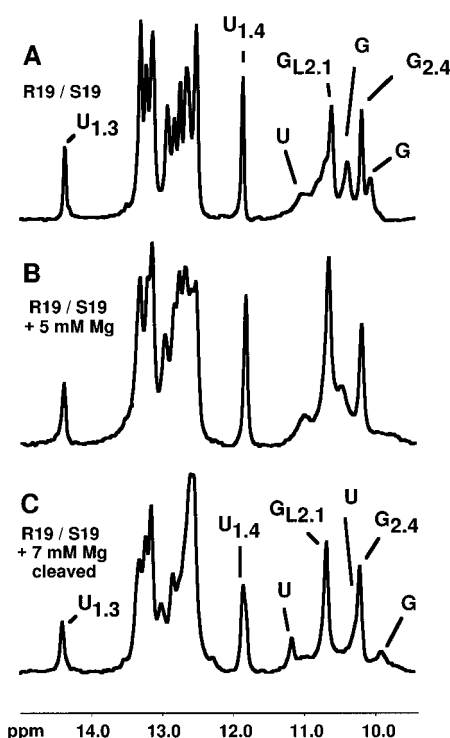 A
R19 / S19
U1.3
U1.4
U
GL2.1
G
G2.4
G
B
R19 / S19
+ 5 mM Mg
C
R19 / S19
+ 7 mM Mg
cleaved
U1.3
U1.4
U
GL2.1
U
G2.4
G
ppm 14.0 13.0 12.0 11.0 10.0